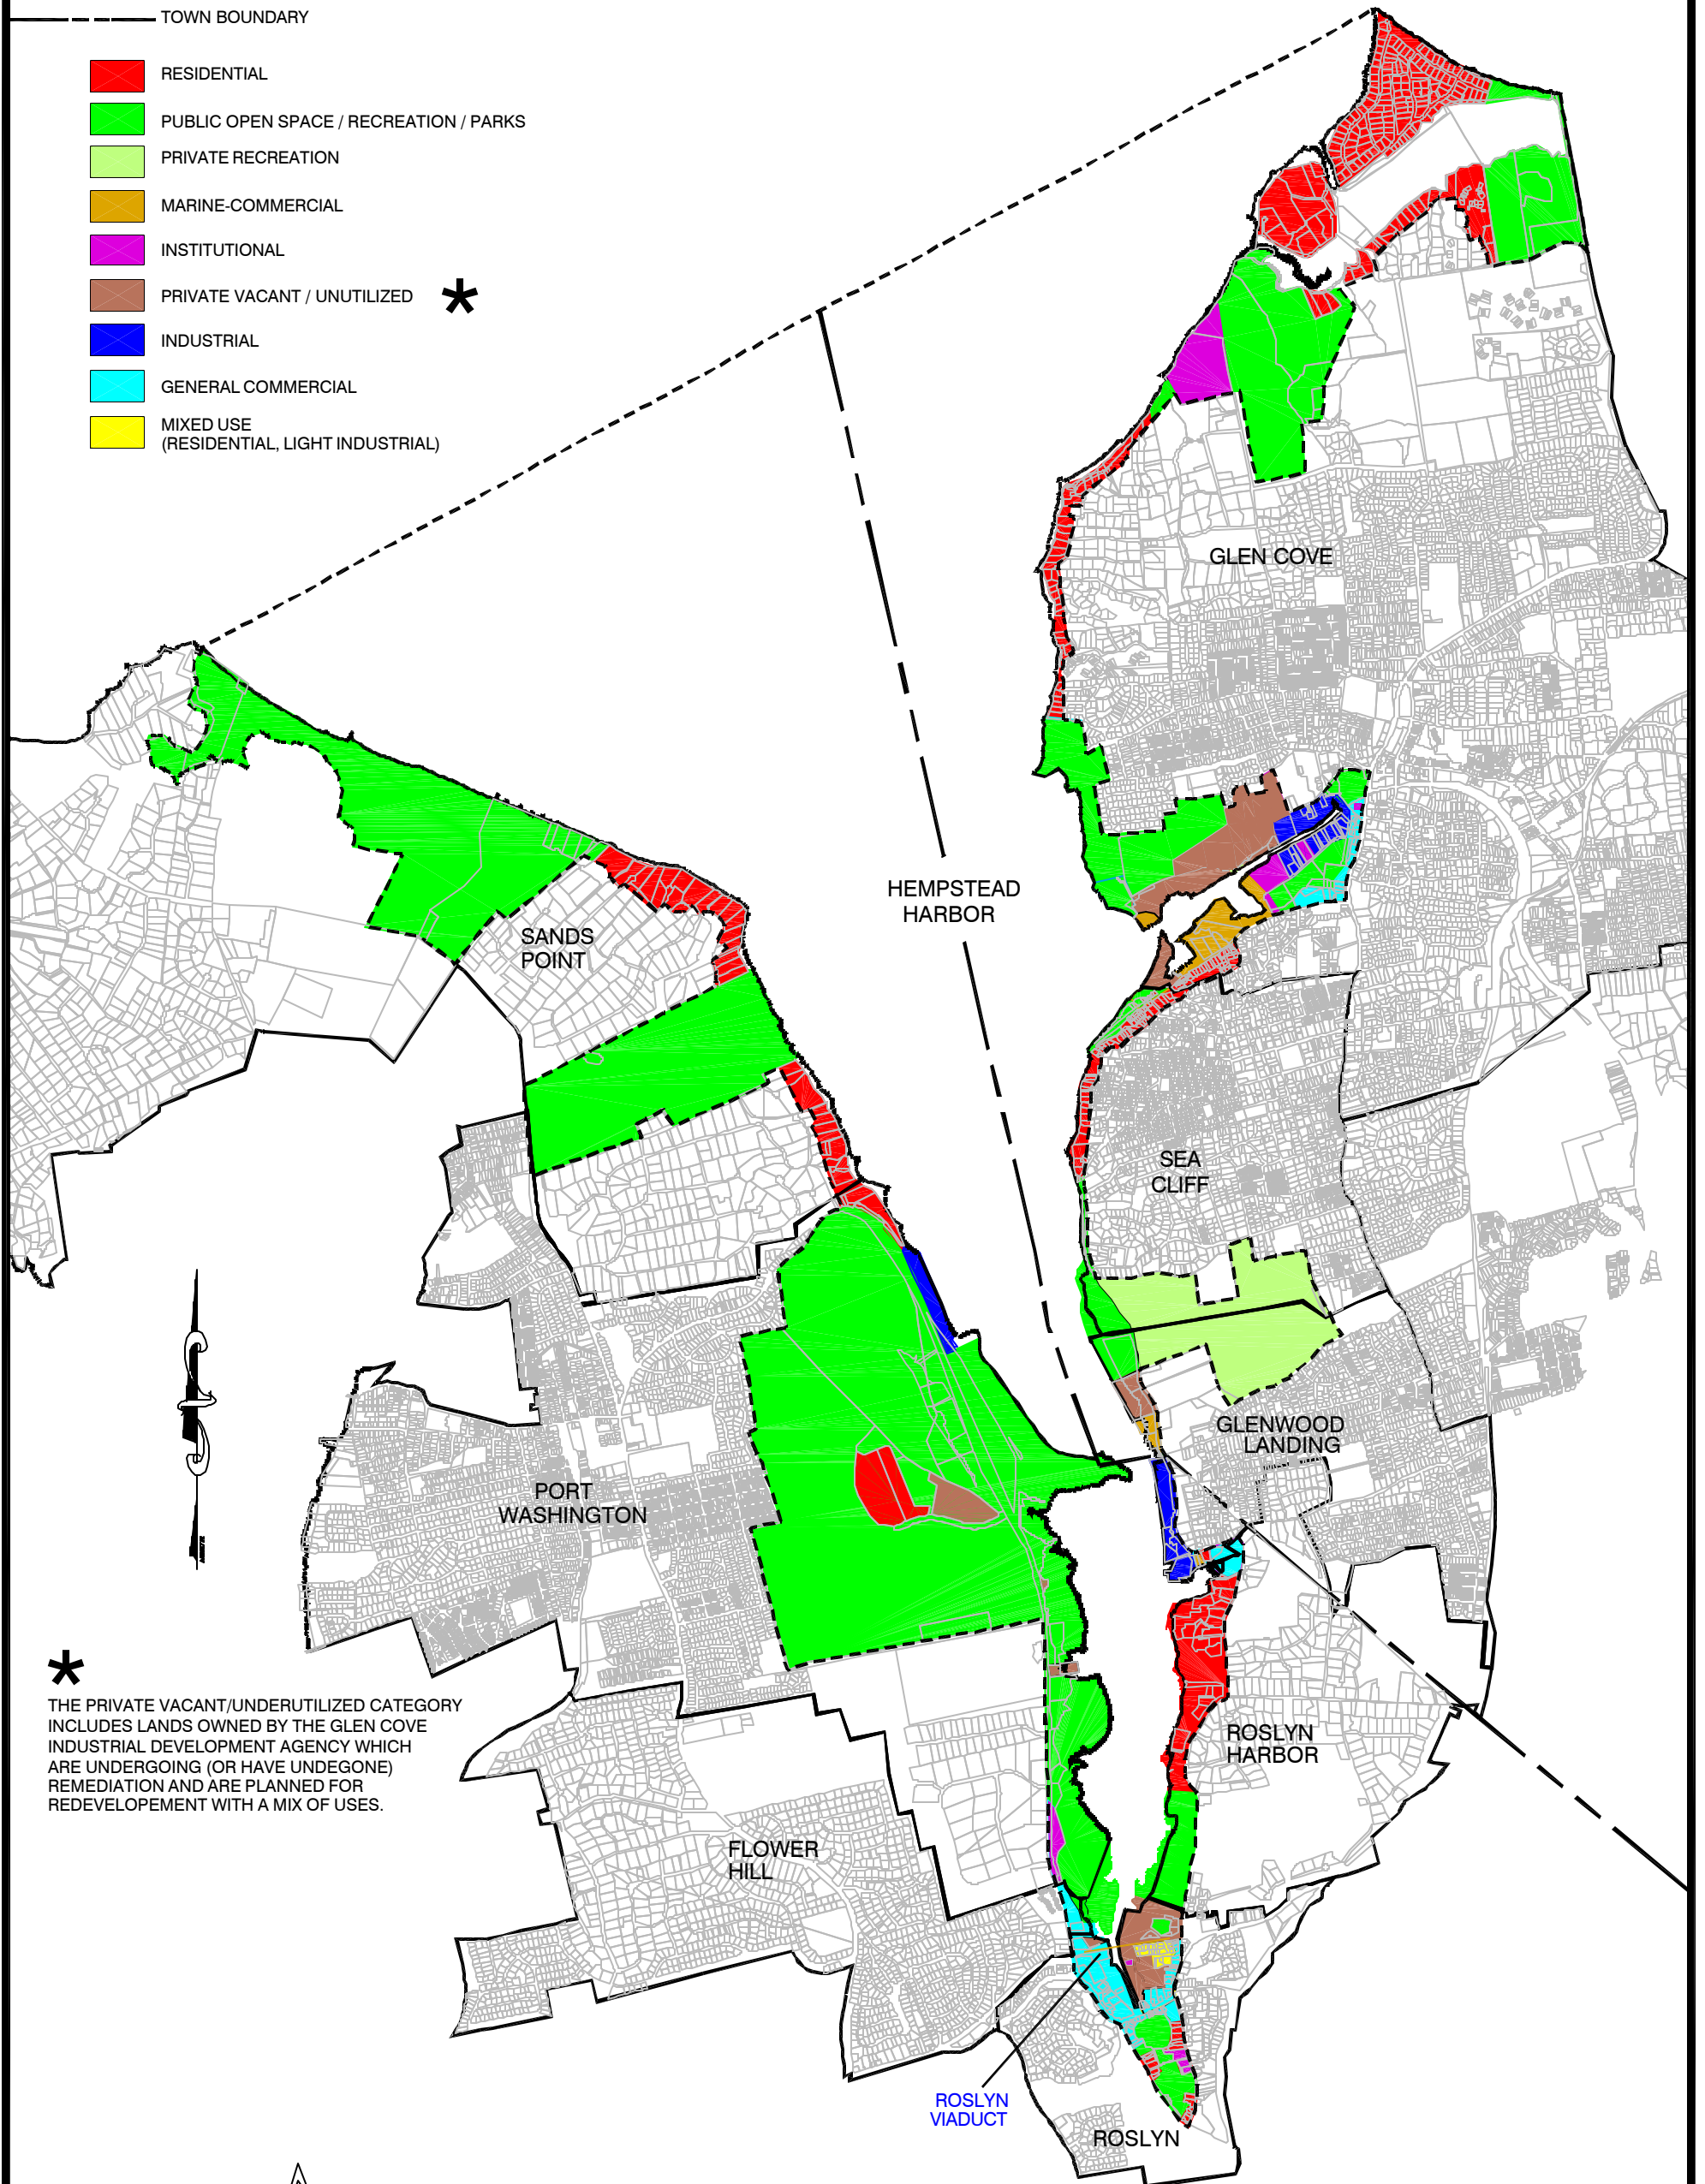 TOWN BOUNDARY
RESIDENTIAL
PUBLIC OPEN SPACE / RECREATION / PARKS
PRIVATE RECREATION
MARINE-COMMERCIAL
INSTITUTIONAL
PRIVATE VACANT / UNUTILIZED *
INDUSTRIAL
GENERAL COMMERCIAL
MIXED USE
(RESIDENTIAL, LIGHT INDUSTRIAL)
GLEN COVE
HEMPSTEAD
HARBOR
SANDS
POINT
SEA
CLIFF
GLENWOOD
LANDING
PORT
WASHINGTON
ROSLYN
HARBOR
FLOWER
HILL
ROSLYN
VIADUCT
ROSLYN
*
THE PRIVATE VACANT/UNDERUTILIZED CATEGORY
INCLUDES LANDS OWNED BY THE GLEN COVE
INDUSTRIAL DEVELOPMENT AGENCY WHICH
ARE UNDERGOING (OR HAVE UNDEGONE)
REMEDIATION AND ARE PLANNED FOR
REDEVELOPEMENT WITH A MIX OF USES.